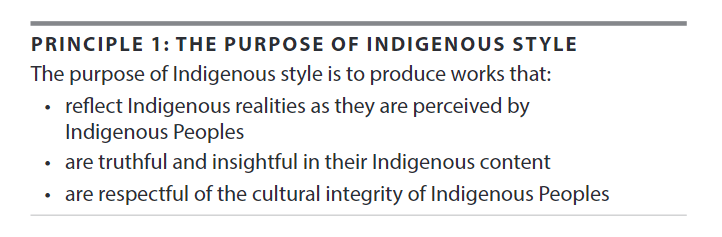 PRINCIPLE 1: THE PURPOSE OF INDIGENOUS STYLE
The purpose of Indigenous style is to produce works that:
• reflect Indigenous realities as they are perceived by
Indigenous Peoples
• are truthful and insightful in their Indigenous content
• are respectful of the cultural integrity of Indigenous Peoples